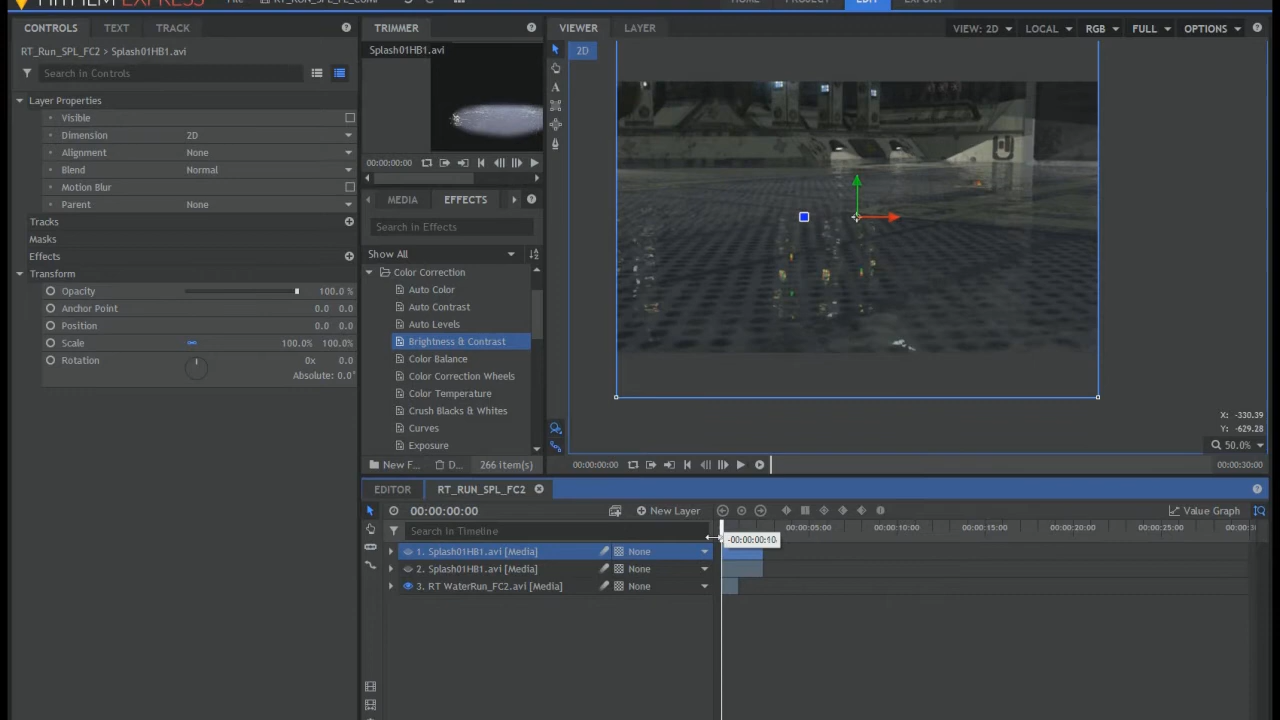 EXPRESS
File
HOME
PROJECT
EDIT
EXPORT
CONTROLS
TEXT
TRACK
RT_Run_SPL_FC2 > Splash01HB1.avi
Search in Controls
Layer Properties
Visible
Dimension 2D
Alignment None
Blend Normal
Motion Blur
Parent None
Tracks
Masks
Effects
Transform
Opacity 100.0 %
Anchor Point 0.0 0.0
Position 0.0 0.0
Scale 100.0% 100.0%
Rotation 0x 0.0
Absolute: 0.0°
TRIMMER
Splash01HB1.avi
00:00:00:00
MEDIA
EFFECTS
Search in Effects
Show All
Color Correction
Auto Color
Auto Contrast
Auto Levels
Brightness & Contrast
Color Balance
Color Correction Wheels
Color Temperature
Crush Blacks & Whites
Curves
Exposure
New F...
D...
266 item(s)
VIEWER
LAYER
VIEW: 2D
LOCAL
RGB
FULL
OPTIONS
2D
X: -330.39
Y: -629.28
50.0%
00:00:00:00
00:00:30:00
EDITOR
RT_RUN_SPL_FC2
00:00:00:00
New Layer
Value Graph
Search in Timeline
00:00:05:00
00:00:10:00
00:00:15:00
00:00:20:00
00:00:25:00
-00:00:00:10
1. Splash01HB1.avi [Media] None
2. Splash01HB1.avi [Media] None
3. RT WaterRun_FC2.avi [Media] None